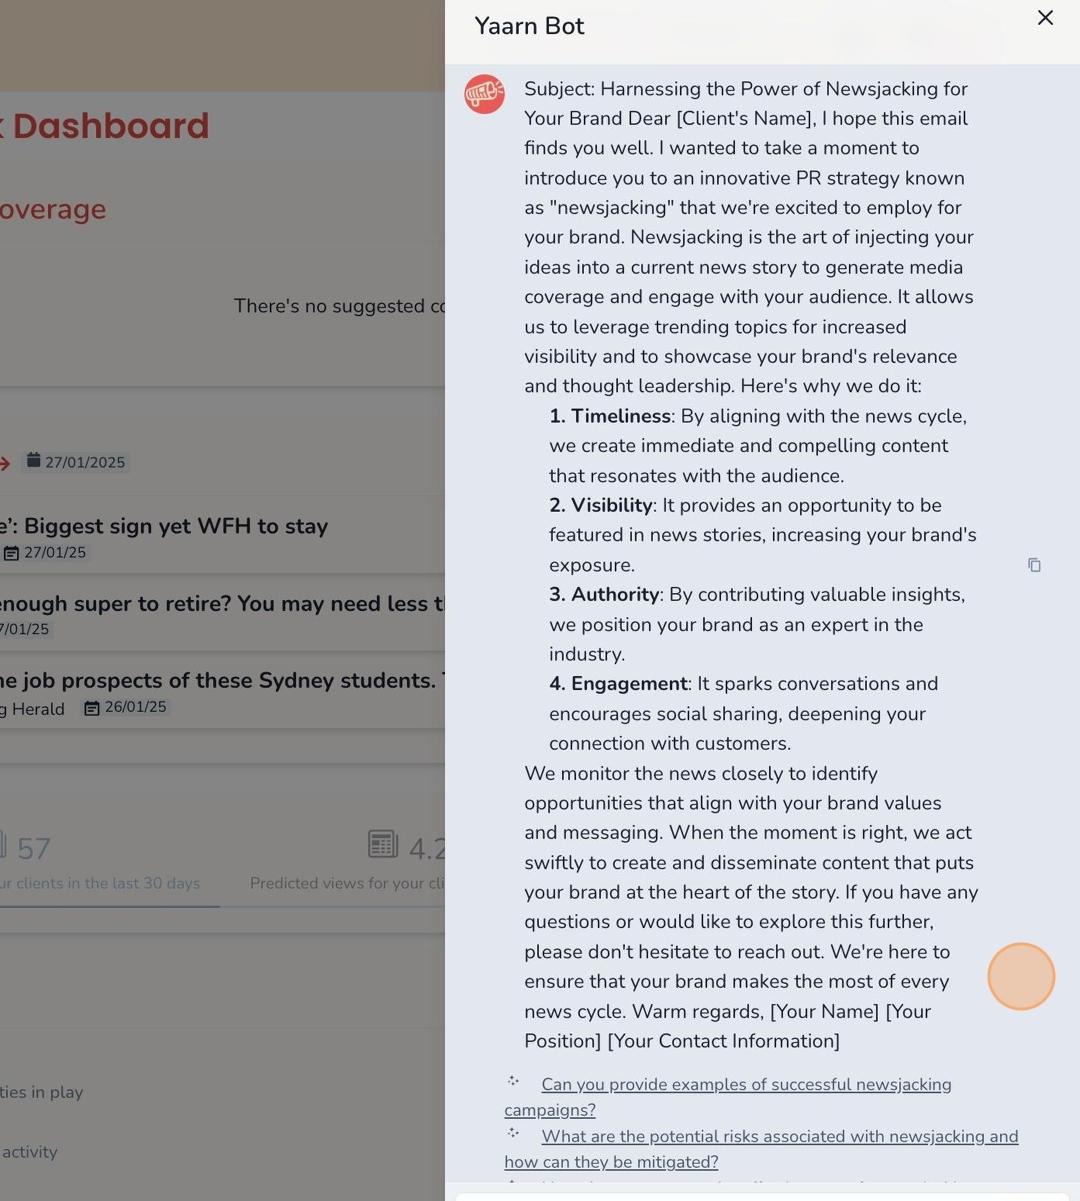 Yaarn Bot
Dashboard
overage
There's no suggested
27/01/2025
Biggest sign yet WFH to stay
27/01/25
enough super to retire? You may need less
7/01/25
job prospects of these Sydney students.
Herald
26/01/25
57
4.2
clients in the last 30 days
Predicted views for your
in play
activity
Subject: Harnessing the Power of Newsjacking for
Your Brand Dear [Client's Name], I hope this email
finds you well. I wanted to take a moment to
introduce you to an innovative PR strategy known
as "newsjacking" that we're excited to employ for
your brand. Newsjacking is the art of injecting your
ideas into a current news story to generate media
coverage and engage with your audience. It allows
us to leverage trending topics for increased
visibility and to showcase your brand's relevance
and thought leadership. Here's why we do it:
1. Timeliness: By aligning with the news cycle,
we create immediate and compelling content
that resonates with the audience.
2. Visibility: It provides an opportunity to be
featured in news stories, increasing your brand's
exposure.
3. Authority: By contributing valuable insights,
we position your brand as an expert in the
industry.
4. Engagement: It sparks conversations and
encourages social sharing, deepening your
connection with customers.
We monitor the news closely to identify
opportunities that align with your brand values
and messaging. When the moment is right, we act
swiftly to create and disseminate content that puts
your brand at the heart of the story. If you have any
questions or would like to explore this further,
please don't hesitate to reach out. We're here to
ensure that your brand makes the most of every
news cycle. Warm regards, [Your Name] [Your
Position] [Your Contact Information]
Can you provide examples of successful newsjacking
campaigns?
What are the potential risks associated with newsjacking and
how can they be mitigated?